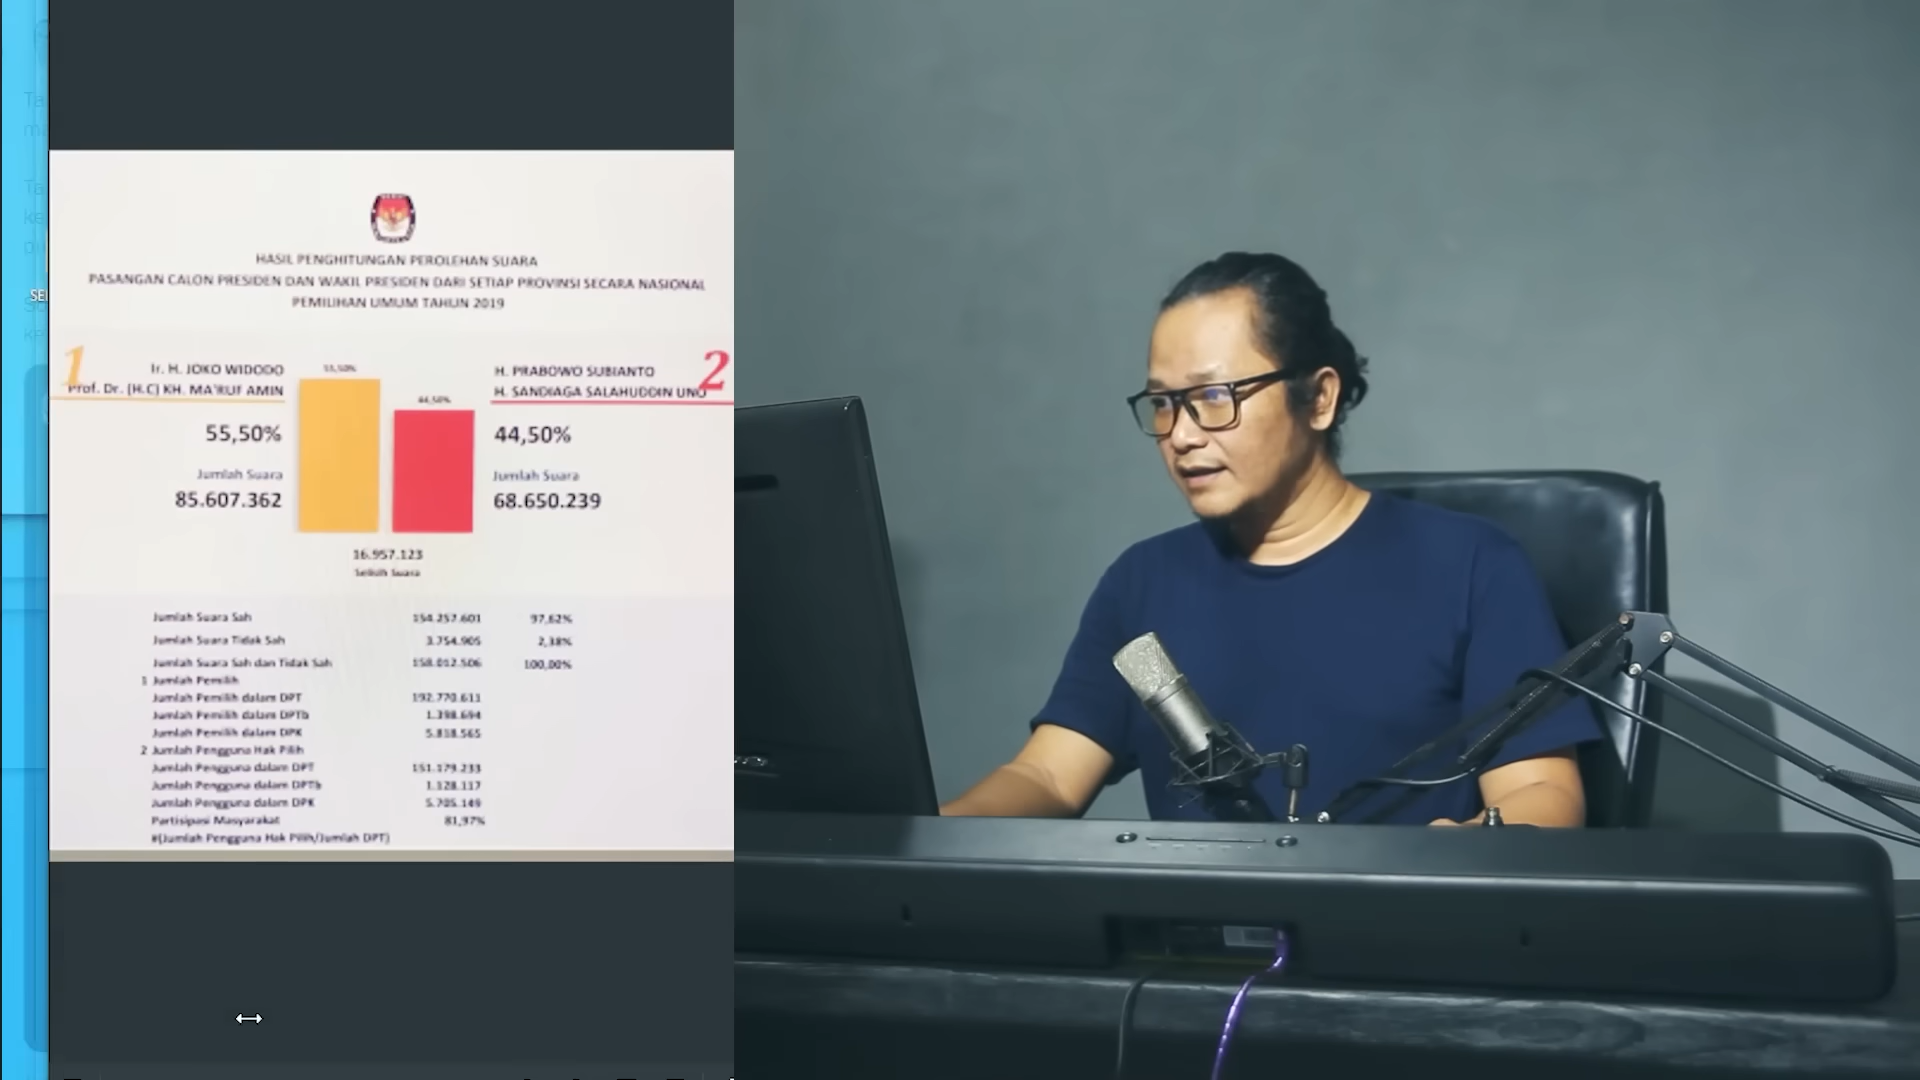 HASIL PENGHITUNGAN PEROLEHAN SUARA
PASANGAN CALON PRESIDEN DAN WAKIL PRESIDEN DARI SETIAP PROVINSI SECARA NASIONAL
PEMILIHAN UMUM TAHUN 2019
1
Ir. H. JOKO WIDODO
Prof. Dr. (H.C) KH. MA'RUF AMIN
55,50%
Jumlah Suara
85.607.362
55,50%
44,50%
H. PRABOWO SUBIANTO
H. SANDIAGA SALAHUDDIN UNO
2
44,50%
Jumlah Suara
68.650.239
16.957.123
Selisih Suara
Jumlah Suara Sah 154.257.601 97,62%
Jumlah Suara Tidak Sah 3.754.905 2,38%
Jumlah Suara Sah dan Tidak Sah 158.012.506 100,00%
1 Jumlah Pemilih
Jumlah Pemilih dalam DPT 192.770.611
Jumlah Pemilih dalam DPTb 1.398.694
Jumlah Pemilih dalam DPK 5.818.565
2 Jumlah Pengguna Hak Pilih
Jumlah Pengguna dalam DPT 151.179.233
Jumlah Pengguna dalam DPTb 1.128.117
Jumlah Pengguna dalam DPK 5.705.149
Partisipasi Masyarakat 81,97%
#(Jumlah Pengguna Hak Pilih/Jumlah DPT)